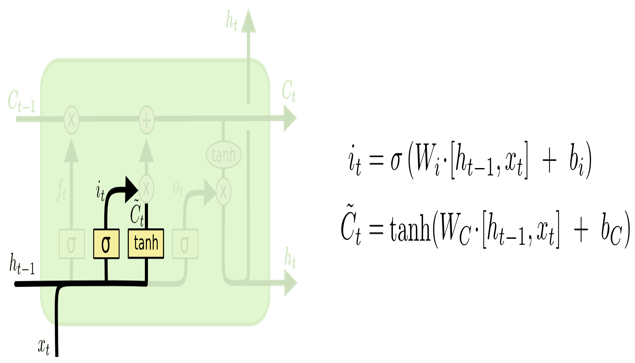 h_t
C_{t-1}
C_t
×
+
tanh
f_t
i_t
×
o_t
×
C̃_t
σ
σ
tanh
σ
h_{t-1}
h_t
x_t
i_t = σ(W_i·[h_{t-1}, x_t] + b_i)
C̃_t = tanh(W_C·[h_{t-1}, x_t] + b_C)